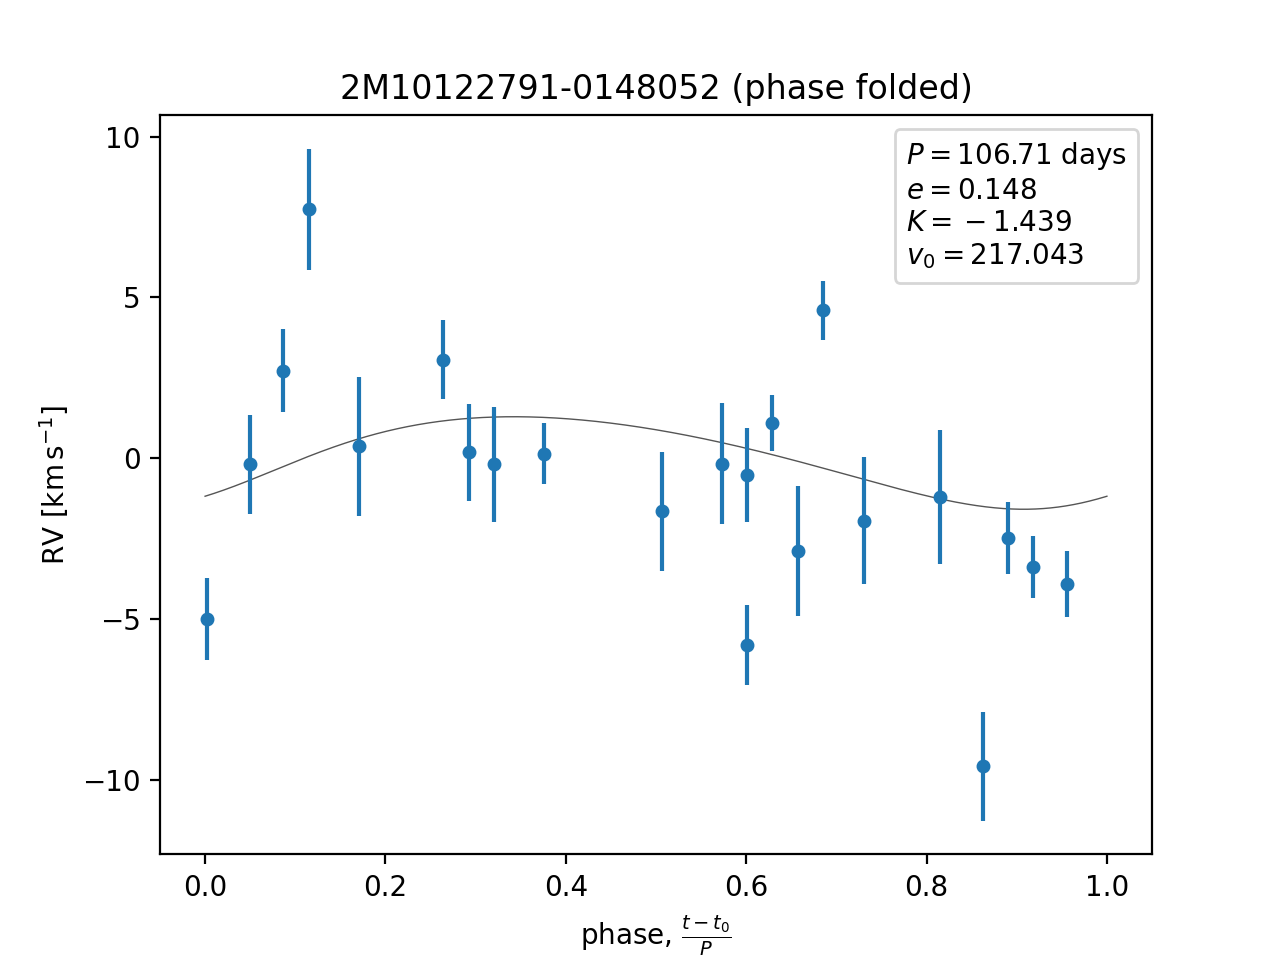 2M10122791-0148052 (phase folded)
P = 106.71 days
e = 0.148
K = −1.439
v₀ = 217.043
10
5
0
−5
−10
RV [km s⁻¹]
0.0 0.2 0.4 0.6 0.8 1.0
phase, (t − t₀)/P